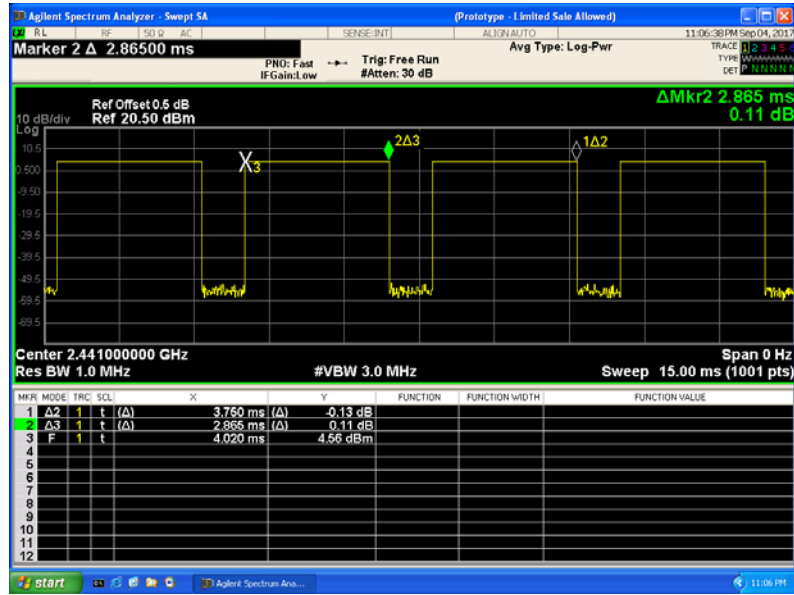 Agilent Spectrum Analyzer - Swept SA (Prototype - Limited Sale Allowed)
RL RF 50 Ω AC SENSE:INT ALIGN AUTO 11:06:38 PM Sep 04, 2017
Marker 2 Δ 2.86500 ms
Avg Type: Log-Pwr
TRACE 1 2 3 4 5 6
TYPE
DET P N N N N N
PNO: Fast
IFGain:Low
Trig: Free Run
#Atten: 30 dB
ΔMkr2 2.865 ms
0.11 dB
Ref Offset 0.5 dB
10 dB/div Ref 20.50 dBm
Log
10.5
0.500
-9.50
-19.5
-29.5
-39.5
-49.5
-59.5
-69.5
X3
2Δ3
1Δ2
Center 2.441000000 GHz Span 0 Hz
Res BW 1.0 MHz #VBW 3.0 MHz Sweep 15.00 ms (1001 pts)
MKR MODE TRC SCL X Y FUNCTION FUNCTION WIDTH FUNCTION VALUE
1 Δ2 1 t (Δ) 3.750 ms (Δ) -0.13 dB
2 Δ3 1 t (Δ) 2.865 ms (Δ) 0.11 dB
3 F 1 t 4.020 ms 4.56 dBm
4
5
6
7
8
9
10
11
12
start EN Agilent Spectrum Ana... 11:06 PM